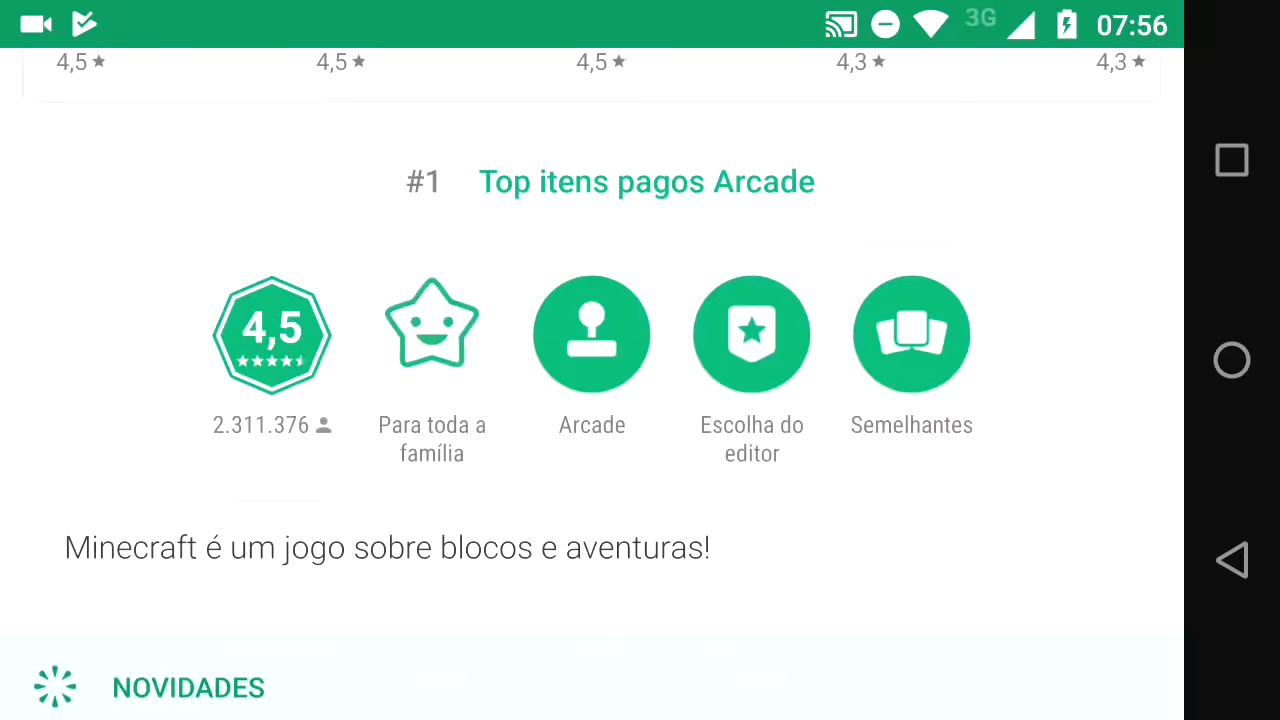 3G 07:56
4,5 4,5 4,5 4,3 4,3
#1 Top itens pagos Arcade
4,5
2.311.376
Para toda a
família
Arcade
Escolha do
editor
Semelhantes
Minecraft é um jogo sobre blocos e aventuras!
NOVIDADES